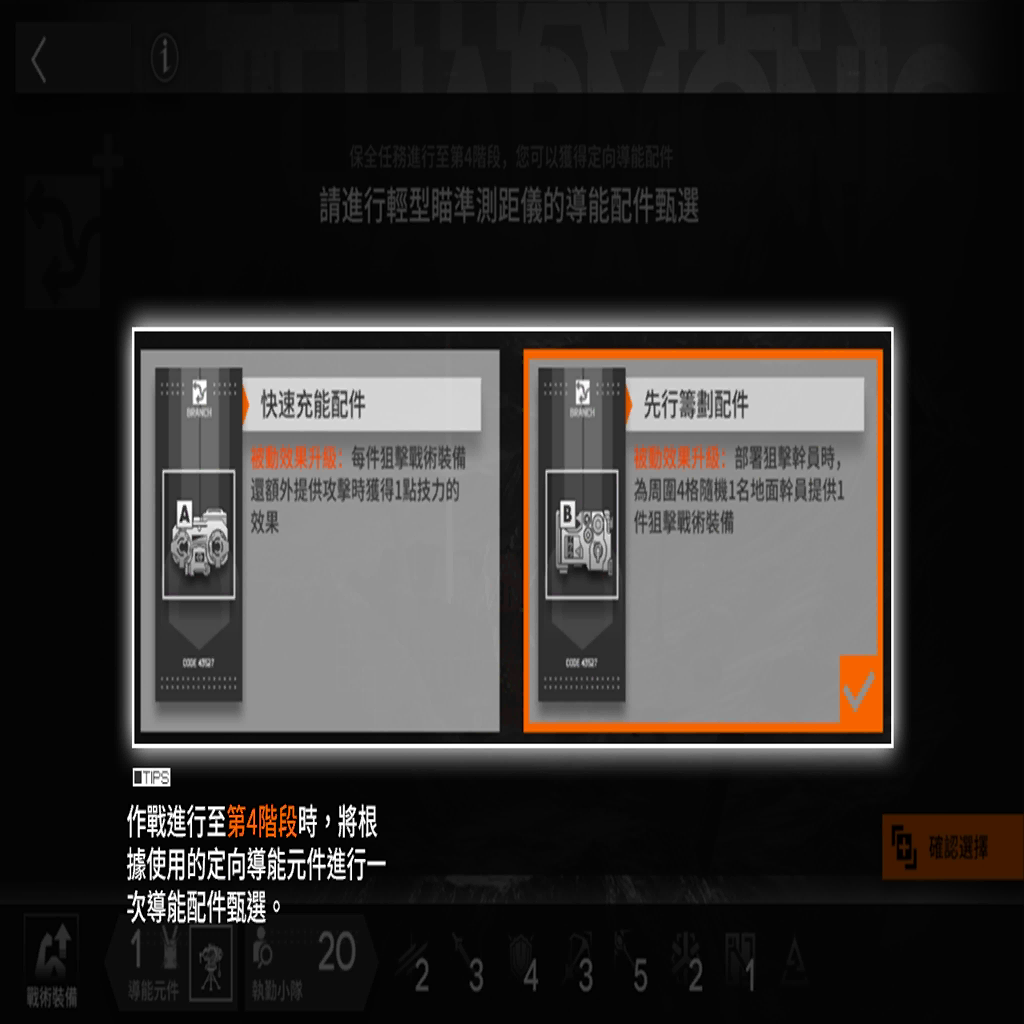 保全任務進行至第4階段，您可以獲得定向導能配件
請進行輕型瞄準測距儀的導能配件甄選
BRANCH
快速充能配件
被動效果升級：每件狙擊戰術裝備
還額外提供攻擊時獲得1點技力的
效果
A
CODE 43527
BRANCH
先行籌劃配件
被動效果升級：部署狙擊幹員時，
為周圍4格隨機1名地面幹員提供1
件狙擊戰術裝備
B
CODE 43527
TIPS
作戰進行至第4階段時，將根
據使用的定向導能元件進行一
次導能配件甄選。
確認選擇
戰術裝備
1
導能元件
20
執勤小隊
2 3 4 3 5 2 1